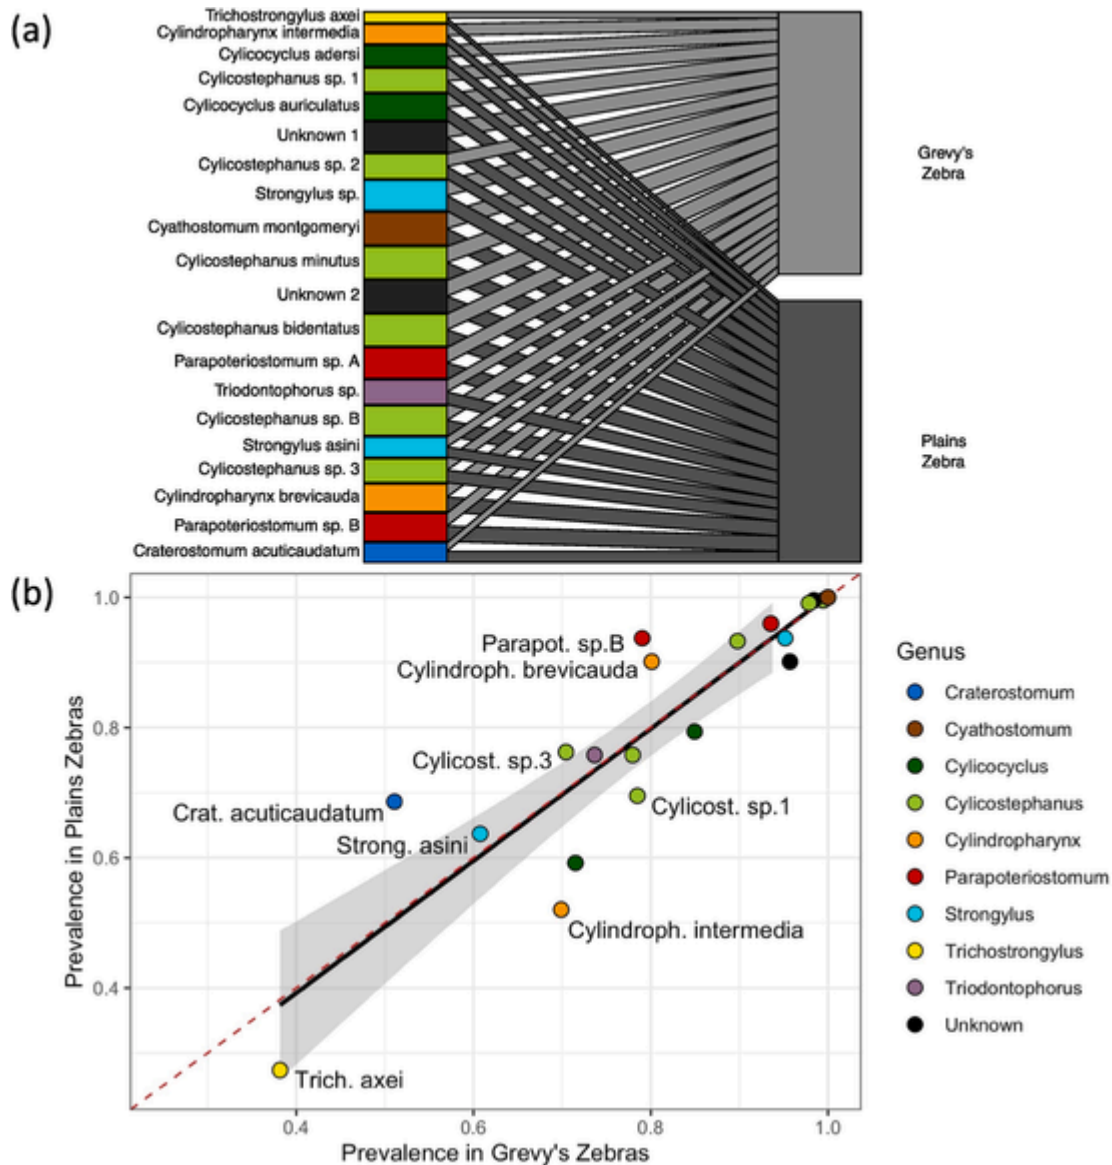 (a)
Trichostrongylus axei
Cylindropharynx intermedia
Cylicocyclus adersi
Cylicostephanus sp. 1
Cylicocyclus auriculatus
Unknown 1
Cylicostephanus sp. 2
Strongylus sp.
Cyathostomum montgomeryi
Cylicostephanus minutus
Unknown 2
Cylicostephanus bidentatus
Parapoteriostomum sp. A
Triodontophorus sp.
Cylicostephanus sp. B
Strongylus asini
Cylicostephanus sp. 3
Cylindropharynx brevicauda
Parapoteriostomum sp. B
Craterostomum acuticaudatum
Grevy's
Zebra
Plains
Zebra
(b)
Prevalence in Plains Zebras
1.0
0.8
0.6
0.4
Parapot. sp.B
Cylindroph. brevicauda
Cylicost. sp.3
Crat. acuticaudatum
Cylicost. sp.1
Strong. asini
Cylindroph. intermedia
Trich. axei
0.4
0.6
0.8
1.0
Prevalence in Grevy's Zebras
Genus
Craterostomum
Cyathostomum
Cylicocyclus
Cylicostephanus
Cylindropharynx
Parapoteriostomum
Strongylus
Trichostrongylus
Triodontophorus
Unknown